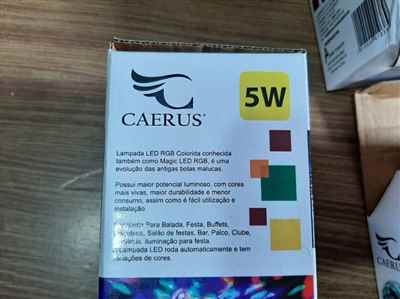 5W
CAERUS®
Lampada LED RGB Colorida conhecida
também como Magic LED RGB, é uma
evolução das antigas bolas malucas.
Possui maior potencial luminoso, com cores
mais vivas, maior durabilidade e menor
consumo, assim como é fácil utilização e
instalação
Para Balada, Festa, Buffets,
Salão de festas, Bar, Palco, Clube,
iluminação para festa.
Lampada LED roda automaticamente e tem
variações de cores.
CAERUS